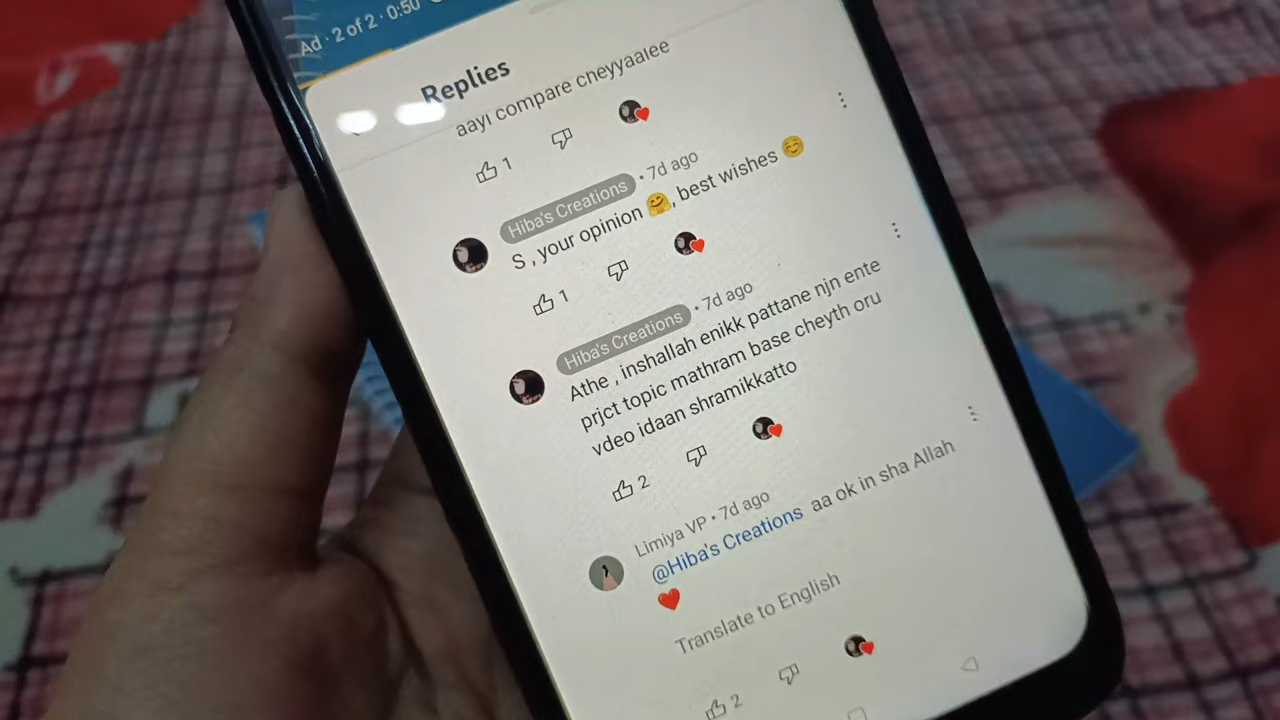 Ad · 2 of 2 · 0:50
Replies
aayı compare cneyyaalee
1
Hiba's Creations • 7d ago
S , your opinion 🤗, best wishes ☺️
1
Hiba's Creations • 7d ago
Athe , inshallah enikk pattane njn ente
prjct topic mathram base cheyth oru
vdeo idaan shramikkatto
2
Limiya VP • 7d ago
@Hiba's Creations aa ok in sha Allah
❤️
Translate to English
2